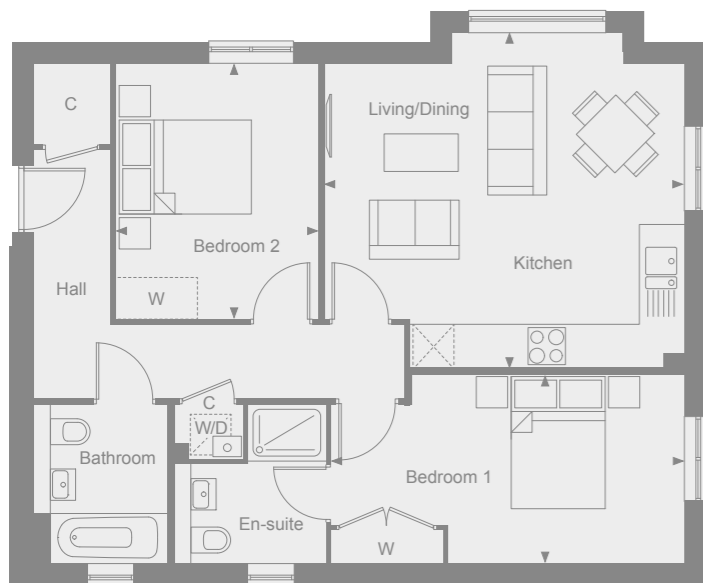 C
Living/Dining
Bedroom 2
Kitchen
Hall
W
C
W/D
Bathroom
Bedroom 1
En-suite
W